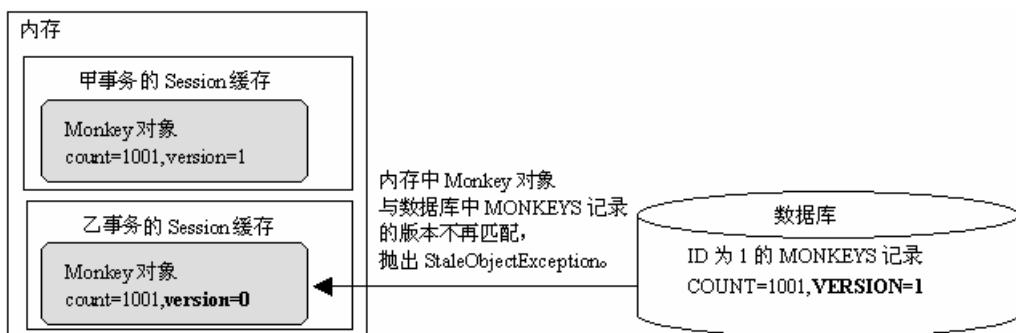 内存
甲事务的 Session 缓存
Monkey 对象
count=1001,version=1
乙事务的 Session 缓存
Monkey 对象
count=1001,version=0
内存中 Monkey 对象
与数据库中 MONKEYS 记录
的版本不再匹配，
抛出 StaleObjectException。
数据库
ID 为 1 的 MONKEYS 记录
COUNT=1001,VERSION=1